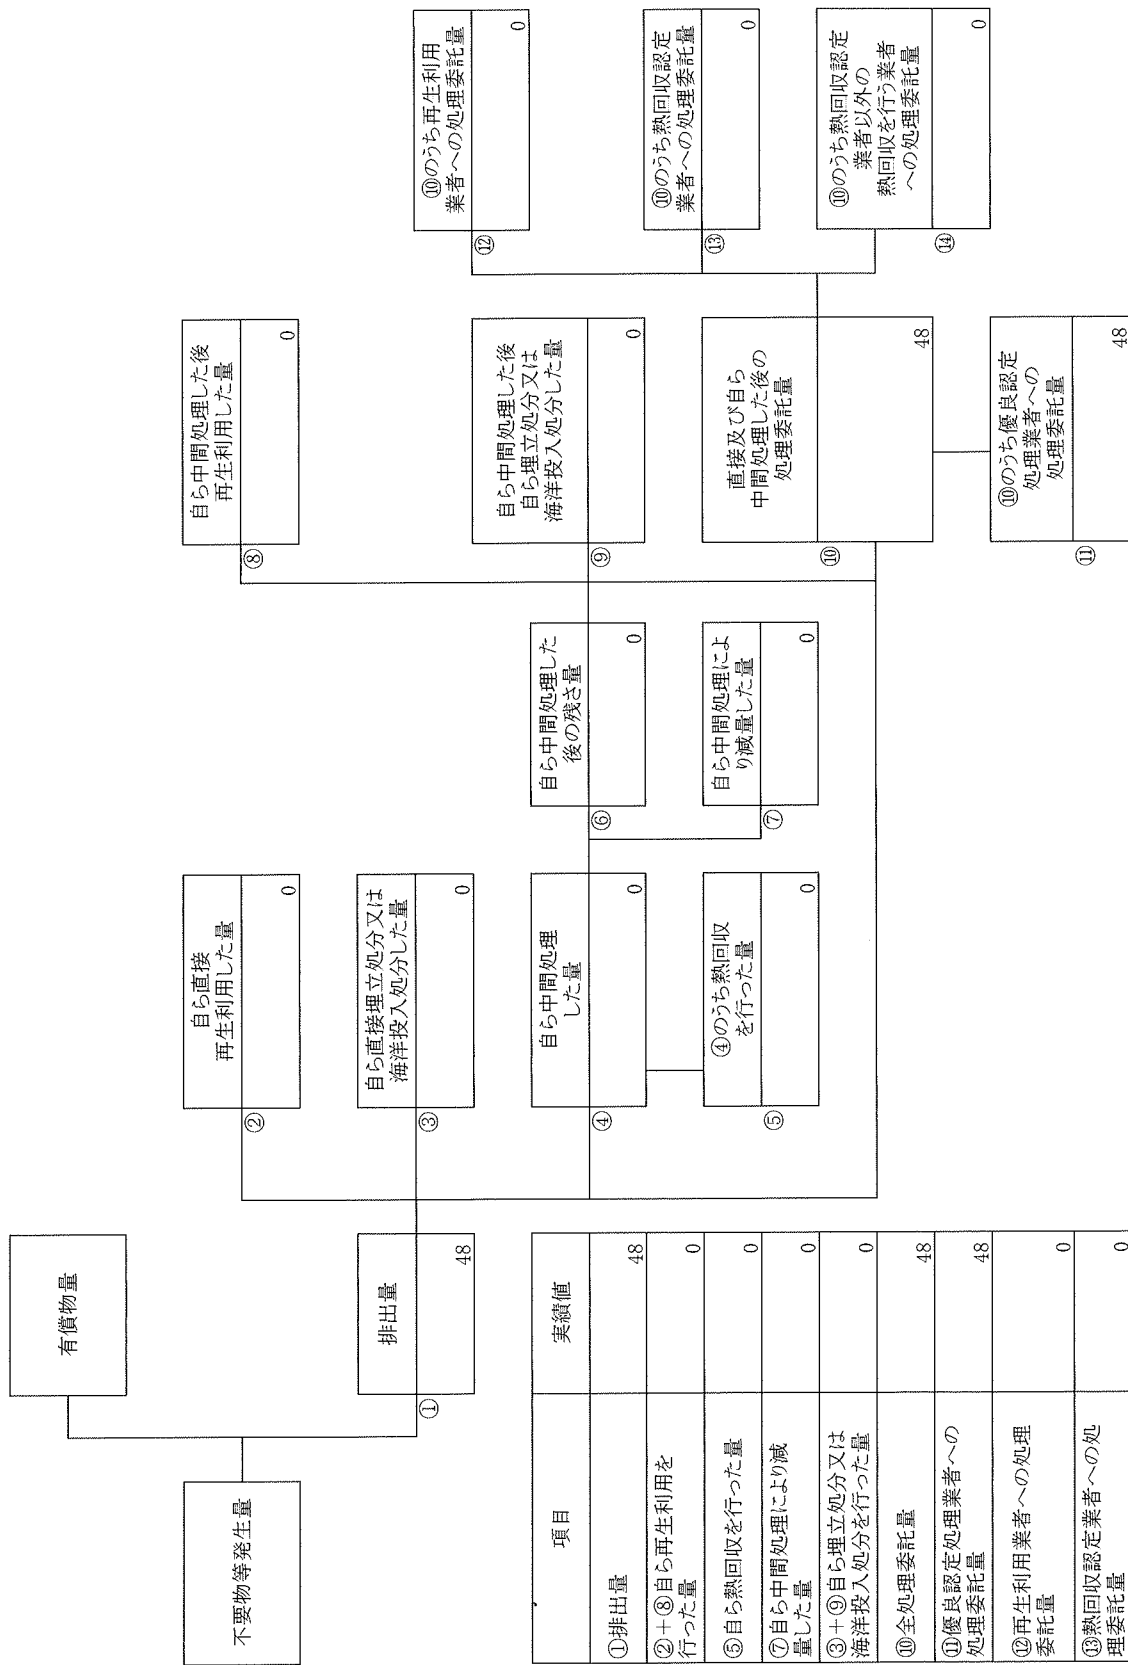 不要物等発生量
有償物量
①
排出量
48
②
自ら直接
再生利用した量
0
③
自ら直接埋立処分又は
海洋投入処分した量
0
④
自ら中間処理
した量
0
⑤
④のうち熱回収
を行った量
0
⑥
自ら中間処理した
後の残さ量
0
⑦
自ら中間処理によ
り減量した量
0
⑧
自ら中間処理した後
再生利用した量
0
⑨
自ら中間処理した後
自ら埋立処分又は
海洋投入処分した量
0
⑩
直接及び自ら
中間処理した後の
処理委託量
48
⑪
⑩のうち優良認定
処理業者への
処理委託量
48
⑫
⑩のうち再生利用
業者への処理委託量
0
⑬
⑩のうち熱回収認定
業者への処理委託量
0
⑭
⑩のうち熱回収認定
業者以外の
熱回収を行う業者
への処理委託量
0
項目 実績値
①排出量 48
②+⑧自ら再生利用を
行った量 0
⑤自ら熱回収を行った量 0
⑦自ら中間処理により減
量した量 0
③+⑨自ら埋立処分又は
海洋投入処分を行った量 0
⑩全処理委託量 48
⑪優良認定処理業者への
処理委託量 48
⑫再生利用業者への処理
委託量 0
⑬熱回収認定業者への処
理委託量 0